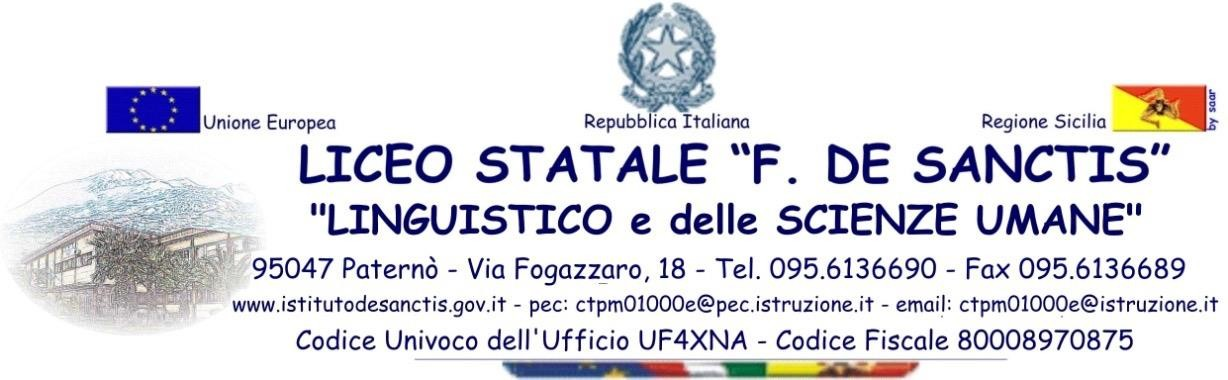 Unione Europea
Repubblica Italiana
Regione Sicilia
by saar
LICEO STATALE “F. DE SANCTIS”
"LINGUISTICO e delle SCIENZE UMANE"
95047 Paternò - Via Fogazzaro, 18 - Tel. 095.6136690 - Fax 095.6136689
www.istitutodesanctis.gov.it - pec: ctpm01000e@pec.istruzione.it - email: ctpm01000e@istruzione.it
Codice Univoco dell'Ufficio UF4XNA - Codice Fiscale 80008970875